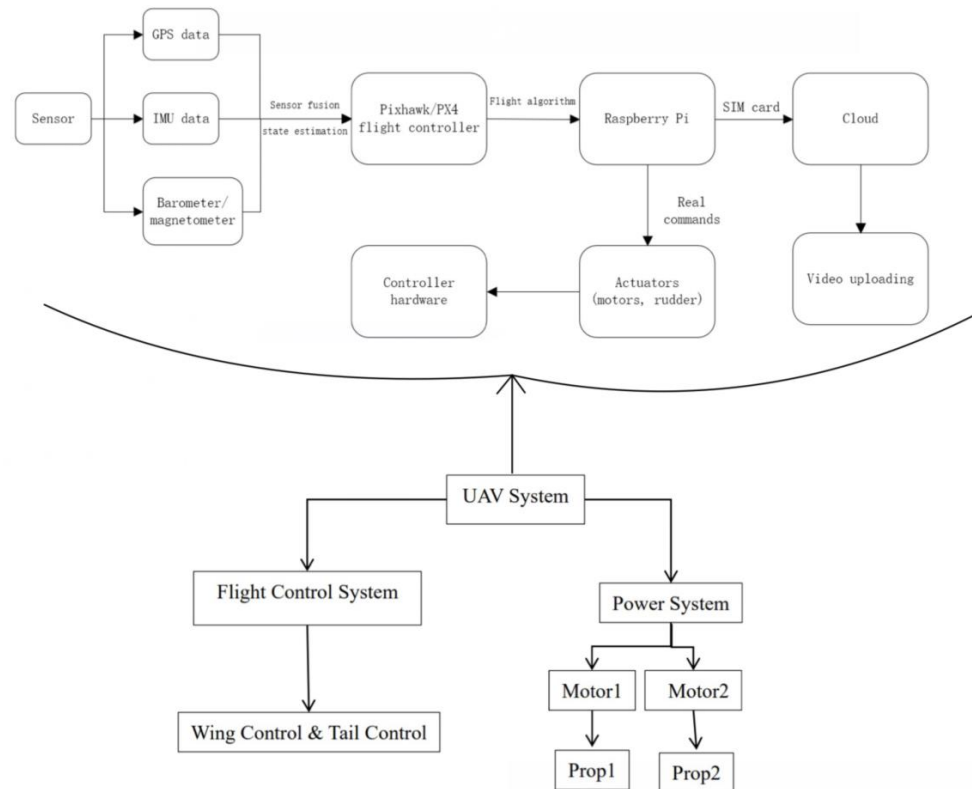 GPS data
Sensor
IMU data
Barometer/
magnetometer
Sensor fusion
state estimation
Pixhawk/PX4
flight controller
Flight algorithm
Raspberry Pi
SIM card
Cloud
Real
commands
Controller
hardware
Actuators
(motors, rudder)
Video uploading
UAV System
Flight Control System
Power System
Wing Control & Tail Control
Motor1
Motor2
Prop1
Prop2